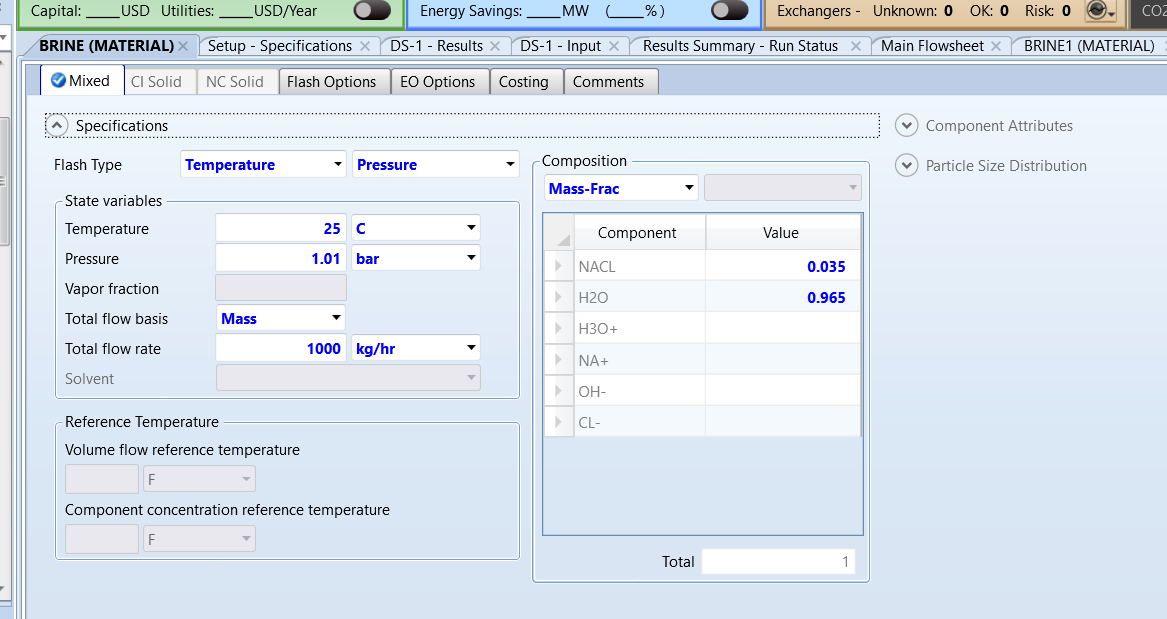 Capital: ____USD Utilities: ____USD/Year Energy Savings: ____MW (____%) Exchangers - Unknown: 0 OK: 0 Risk: 0 CO2
BRINE (MATERIAL) Setup - Specifications DS-1 - Results DS-1 - Input Results Summary - Run Status Main Flowsheet BRINE1 (MATERIAL)
Mixed CI Solid NC Solid Flash Options EO Options Costing Comments
Specifications
Component Attributes
Particle Size Distribution
Flash Type Temperature Pressure
State variables
Temperature 25 C
Pressure 1.01 bar
Vapor fraction
Total flow basis Mass
Total flow rate 1000 kg/hr
Solvent
Reference Temperature
Volume flow reference temperature
F
Component concentration reference temperature
F
Composition
Mass-Frac
Component Value
NACL 0.035
H2O 0.965
H3O+
NA+
OH-
CL-
Total 1